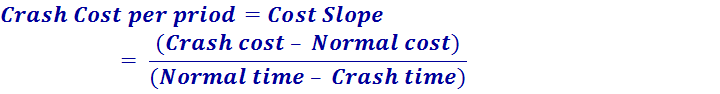 Crash Cost per priod = Cost Slope
= (Crash cost – Normal cost)
(Normal time – Crash time)